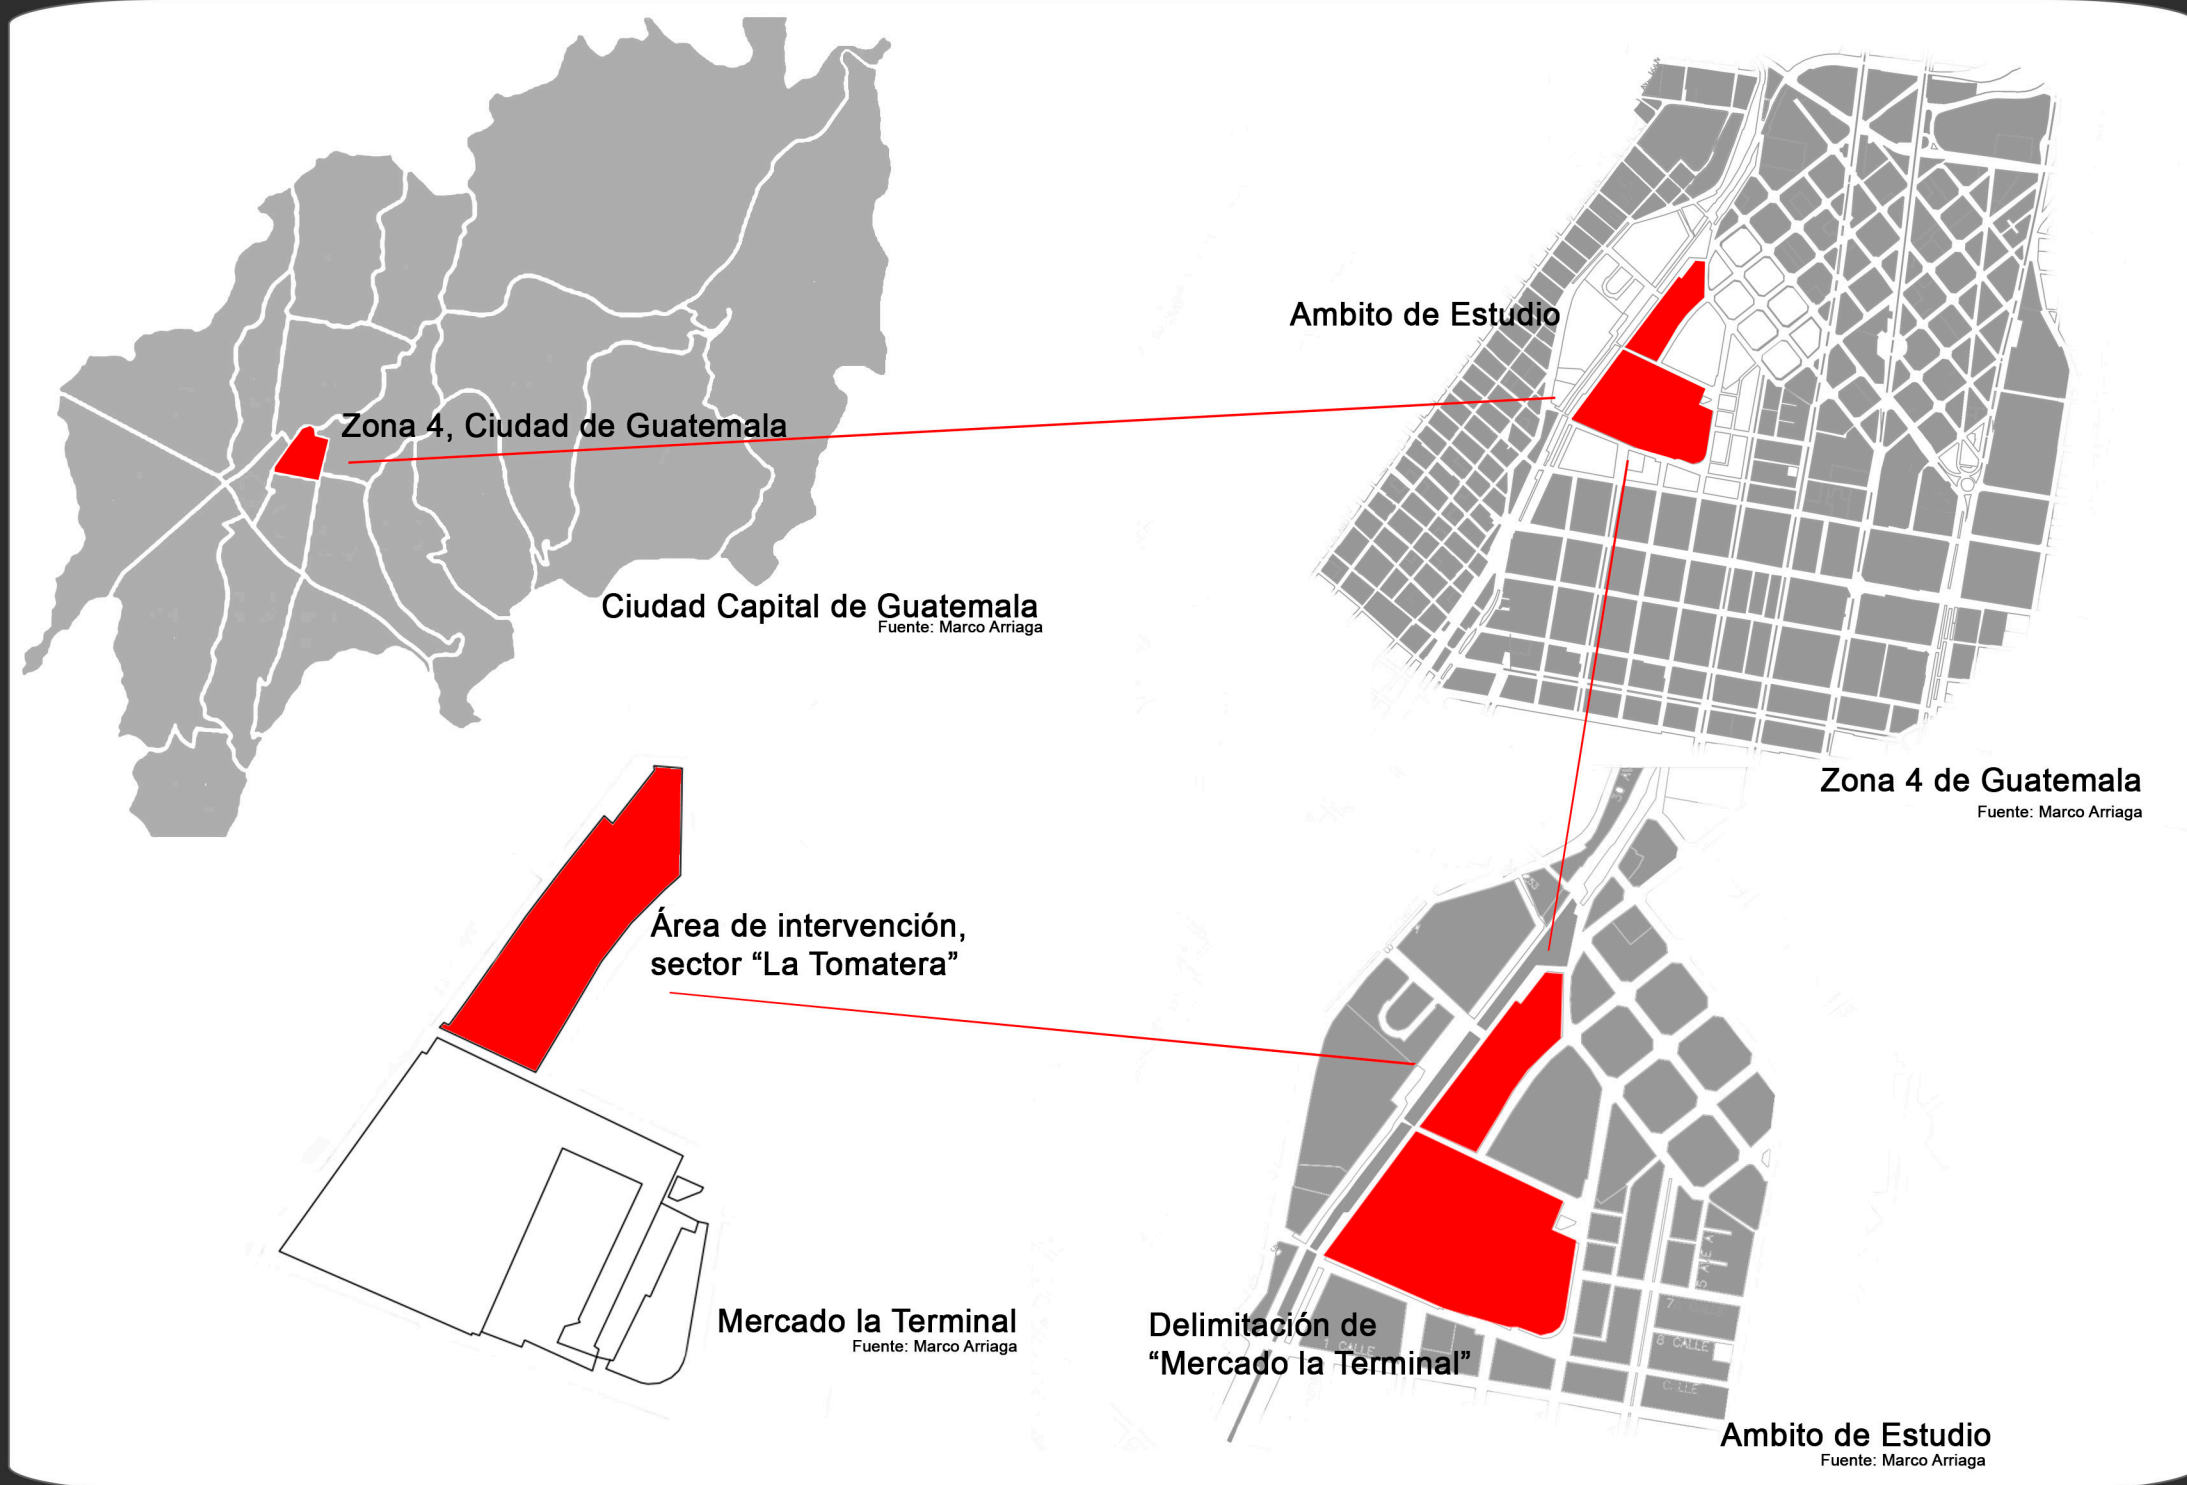 Ambito de Estudio
Zona 4, Ciudad de Guatemala
Ciudad Capital de Guatemala
Fuente: Marco Arriaga
Zona 4 de Guatemala
Fuente: Marco Arriaga
Área de intervención,
sector “La Tomatera”
Mercado la Terminal
Fuente: Marco Arriaga
Delimitación de
“Mercado la Terminal”
8 CALLE
Ambito de Estudio
Fuente: Marco Arriaga